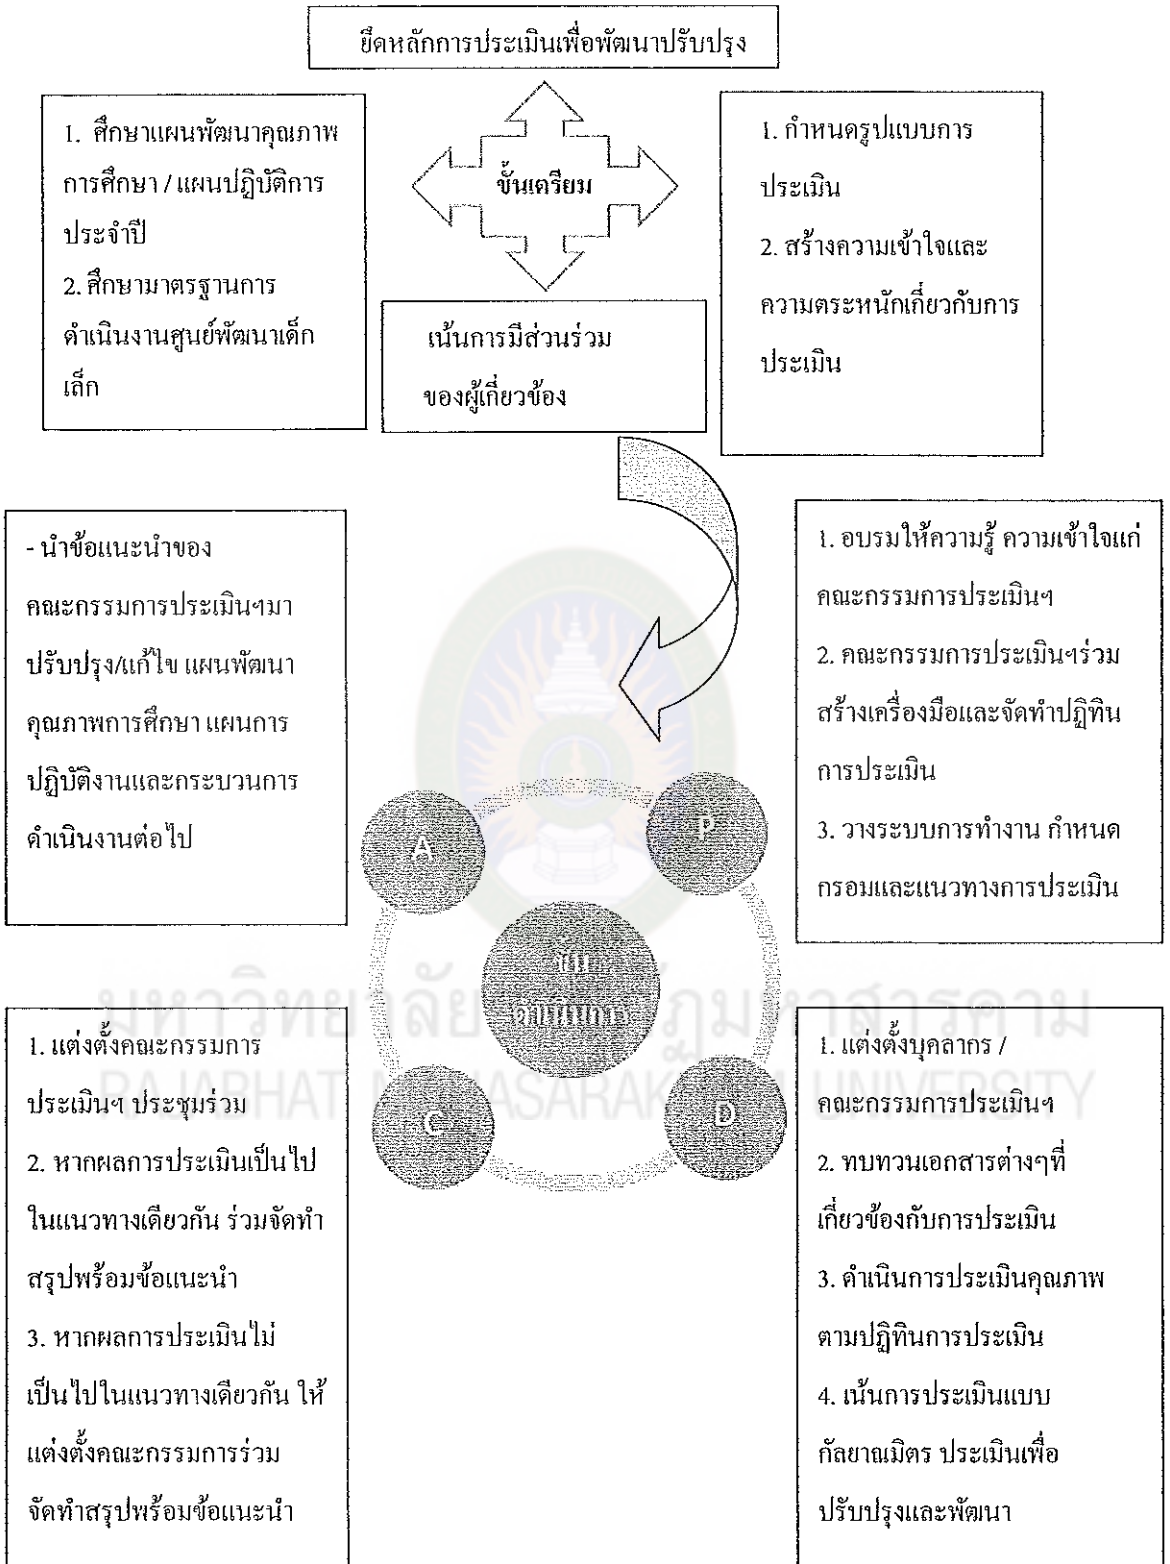 ยึดหลักการประเมินเพื่อพัฒนาปรับปรุง
1. ศึกษาแผนพัฒนาคุณภาพ
การศึกษา / แผนปฏิบัติการ
ประจำปี
2. ศึกษามาตรฐานการ
ดำเนินงานศูนย์พัฒนาเด็ก
เล็ก
ขั้นเตรียม
1. กำหนดรูปแบบการ
ประเมิน
2. สร้างความเข้าใจและ
ความตระหนักเกี่ยวกับการ
ประเมิน
เน้นการมีส่วนร่วม
ของผู้เกี่ยวข้อง
- นำข้อแนะนำของ
คณะกรรมการประเมินฯมา
ปรับปรุง/แก้ไข แผนพัฒนา
คุณภาพการศึกษา แผนการ
ปฏิบัติงานและกระบวนการ
ดำเนินงานต่อไป
1. อบรมให้ความรู้ ความเข้าใจแก่
คณะกรรมการประเมินฯ
2. คณะกรรมการประเมินฯร่วม
สร้างเครื่องมือและจัดทำปฏิทิน
การประเมิน
3. วางระบบการทำงาน กำหนด
กรอบและแนวทางการประเมิน
A
P
ขั้น
ดำเนินการ
C
D
มหาวิทยาลัยราชภัฏมหาสารคาม
RAJABHAT MAHASARAKHAM UNIVERSITY
1. แต่งตั้งคณะกรรมการ
ประเมินฯ ประชุมร่วม
2. หากผลการประเมินเป็นไป
ในแนวทางเดียวกัน ร่วมจัดทำ
สรุปพร้อมข้อแนะนำ
3. หากผลการประเมินไม่
เป็นไปในแนวทางเดียวกัน ให้
แต่งตั้งคณะกรรมการร่วม
จัดทำสรุปพร้อมข้อแนะนำ
1. แต่งตั้งบุคลากร /
คณะกรรมการประเมินฯ
2. ทบทวนเอกสารต่างๆที่
เกี่ยวข้องกับการประเมิน
3. ดำเนินการประเมินคุณภาพ
ตามปฏิทินการประเมิน
4. เน้นการประเมินแบบ
กัลยาณมิตร ประเมินเพื่อ
ปรับปรุงและพัฒนา